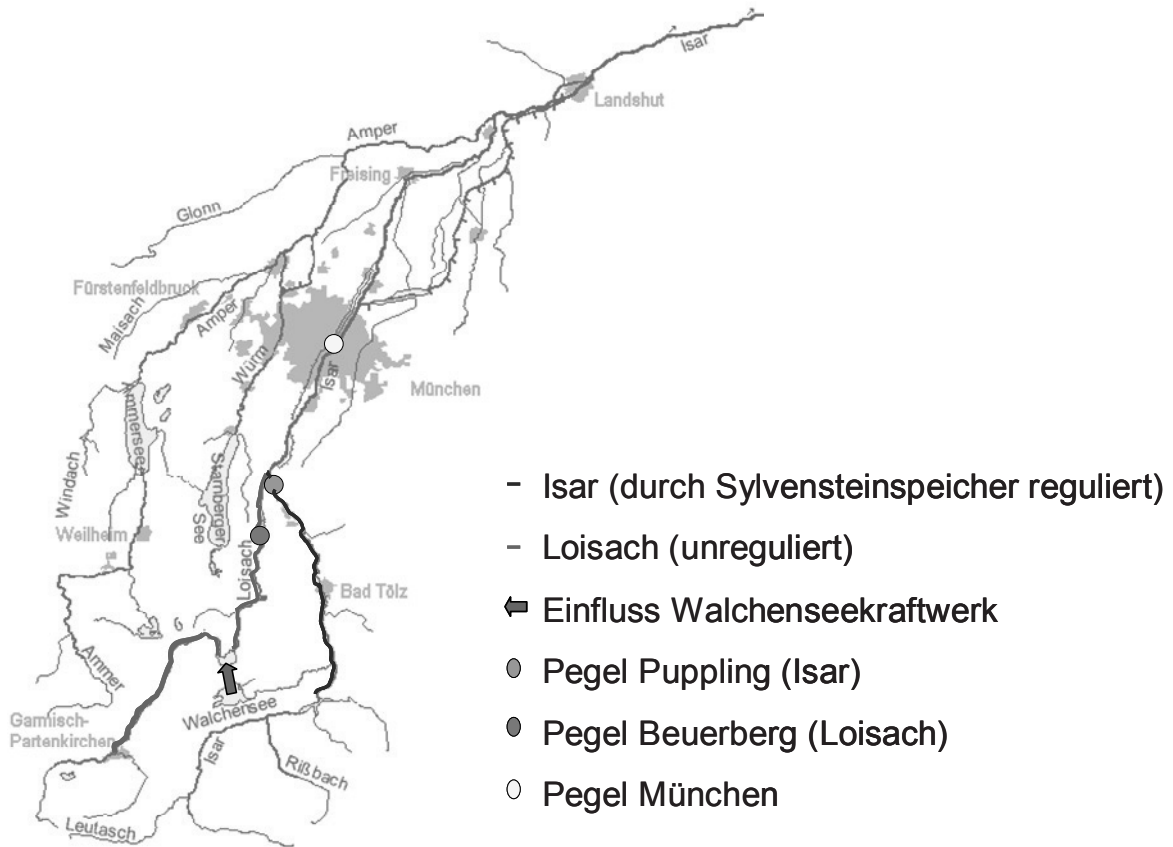 Isar
Landshut
Amper
Freising
Glonn
Fürstenfeldbruck
Maisach
Amper
Würm
Isar
München
Ammersee
Windach
Starnberger
See
Weilheim
Loisach
Bad Tölz
Ammer
Walchensee
Garmisch-
Partenkirchen
Isar
Rißbach
Leutasch
Isar (durch Sylvensteinspeicher reguliert)
Loisach (unreguliert)
Einfluss Walchenseekraftwerk
Pegel Puppling (Isar)
Pegel Beuerberg (Loisach)
Pegel München